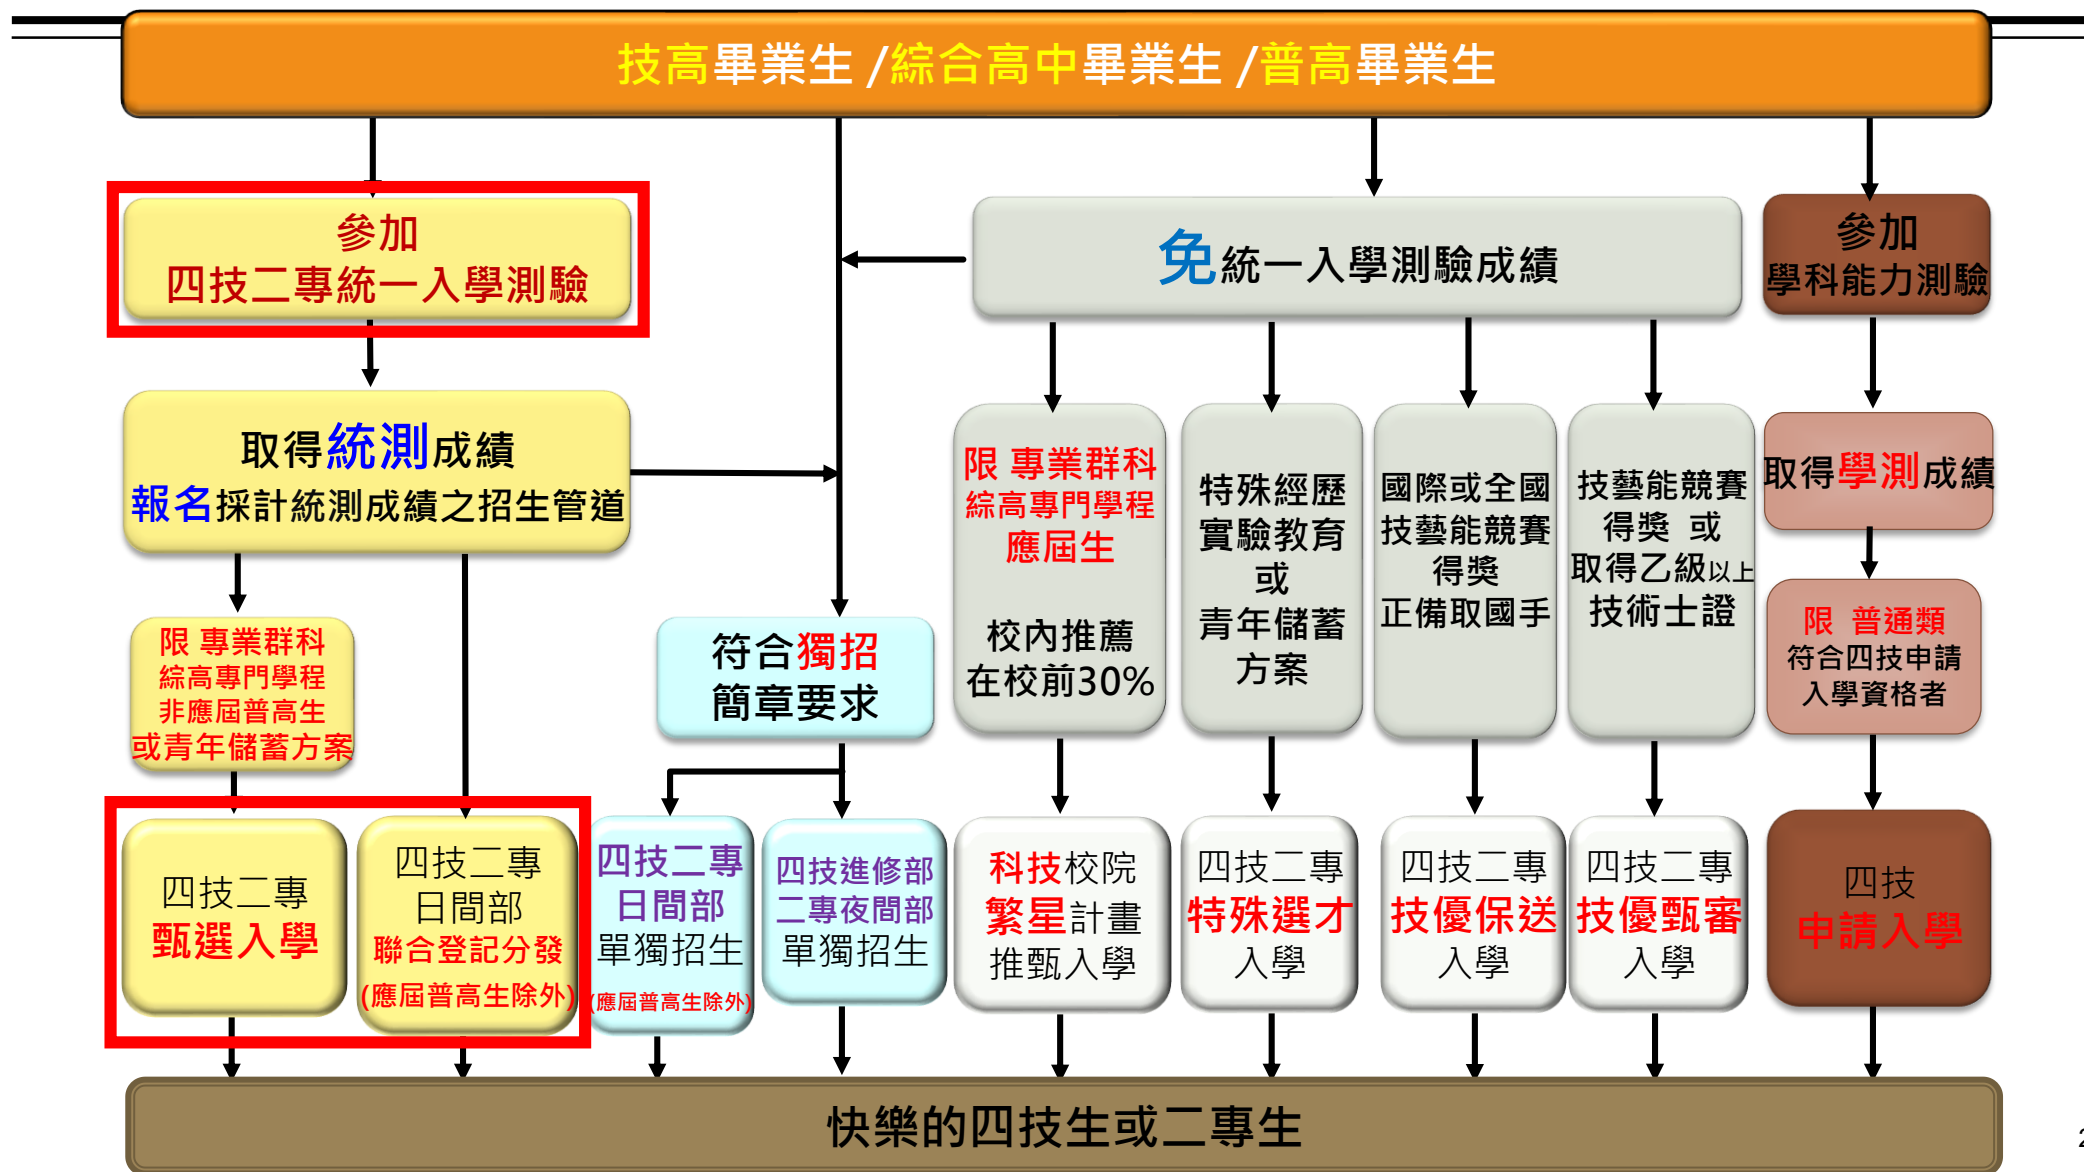 技高畢業生 /綜合高中畢業生 /普高畢業生
參加
四技二專統一入學測驗
免統一入學測驗成績
參加
學科能力測驗
取得統測成績
報名採計統測成績之招生管道
限 專業群科
綜高專門學程
應屆生
校內推薦
在校前30%
特殊經歷
實驗教育
或
青年儲蓄
方案
國際或全國
技藝能競賽
得獎
正備取國手
技藝能競賽
得獎 或
取得乙級以上
技術士證
取得學測成績
限 專業群科
綜高專門學程
非應屆普高生
或青年儲蓄方案
符合獨招
簡章要求
限 普通類
符合四技申請
入學資格者
四技二專
甄選入學
四技二專
日間部
聯合登記分發
(應屆普高生除外)
四技二專
日間部
單獨招生
(應屆普高生除外)
四技進修部
二專夜間部
單獨招生
科技校院
繁星計畫
推甄入學
四技二專
特殊選才
入學
四技二專
技優保送
入學
四技二專
技優甄審
入學
四技
申請入學
快樂的四技生或二專生
2